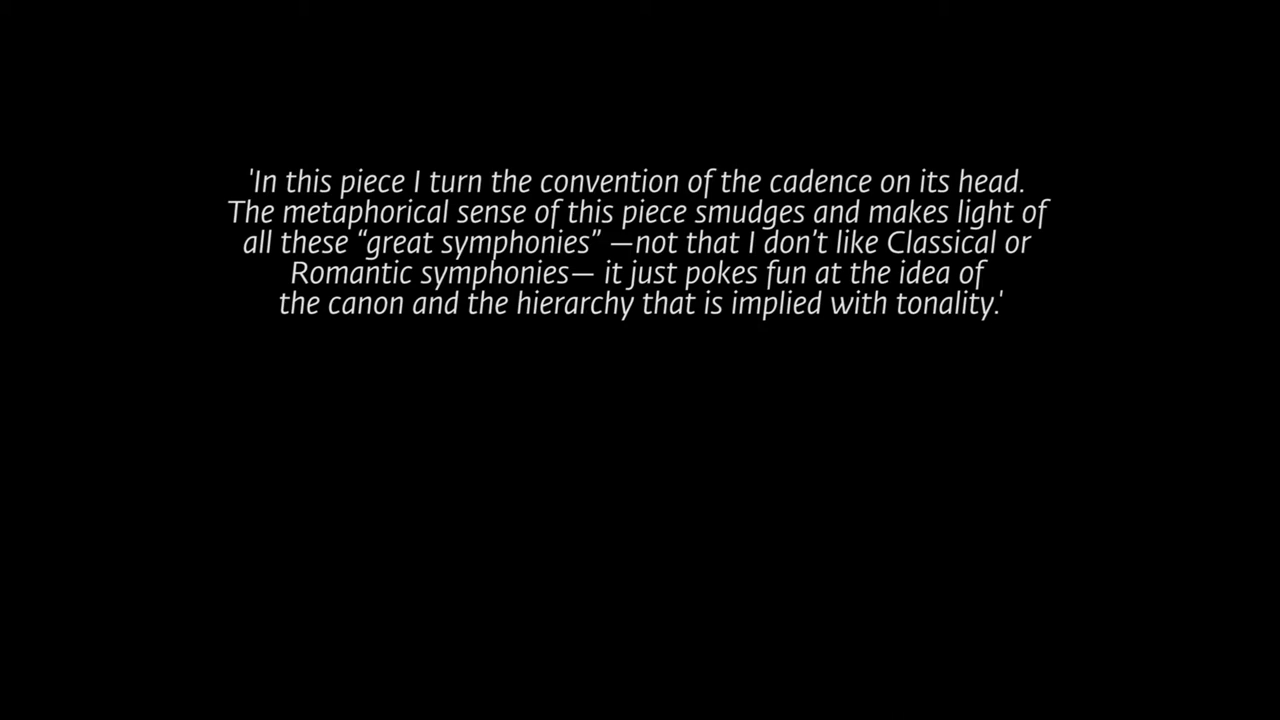 'In this piece I turn the convention of the cadence on its head.
The metaphorical sense of this piece smudges and makes light of
all these “great symphonies” —not that I don’t like Classical or
Romantic symphonies— it just pokes fun at the idea of
the canon and the hierarchy that is implied with tonality.'